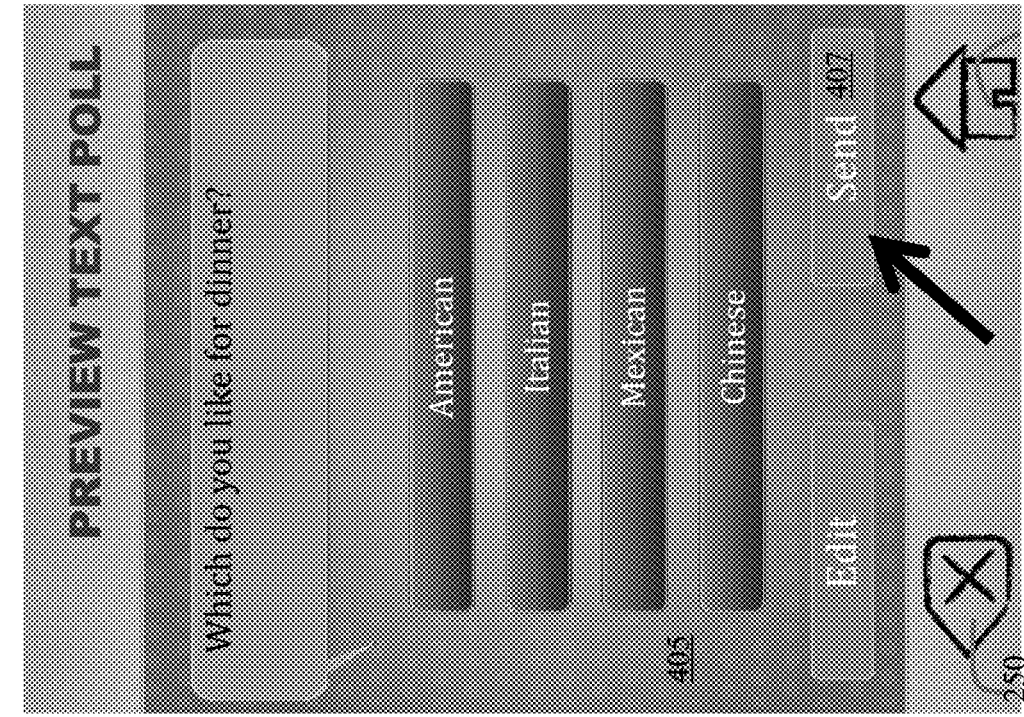 PREVIEW TEXT POLL
Which do you like for dinner?
American
Italian
Mexican
Chinese
405
Edit
Send 407
250